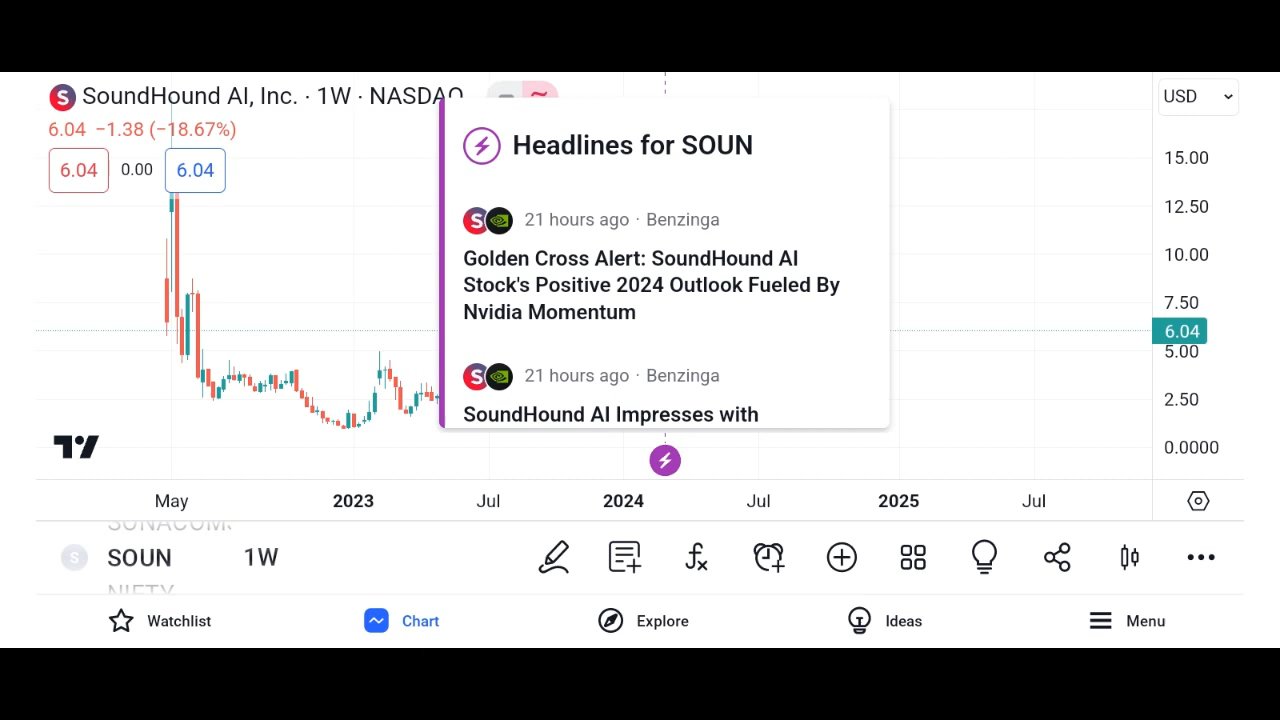 SoundHound AI, Inc. · 1W · NASDAQ
6.04 −1.38 (−18.67%)
6.04 0.00 6.04
USD
Headlines for SOUN
21 hours ago · Benzinga
Golden Cross Alert: SoundHound AI
Stock's Positive 2024 Outlook Fueled By
Nvidia Momentum
21 hours ago · Benzinga
SoundHound AI Impresses with
15.00
12.50
10.00
7.50
6.04
5.00
2.50
0.0000
May 2023 Jul 2024 Jul 2025 Jul
SOUN 1W
NIFTY
Watchlist Chart Explore Ideas Menu